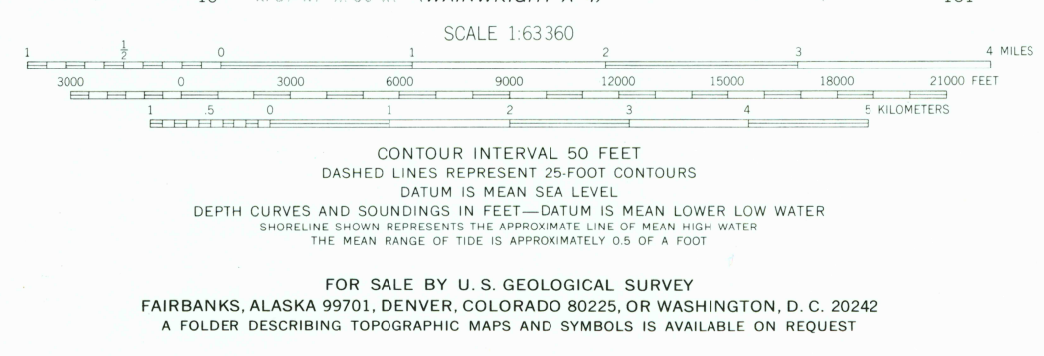 SCALE 1:63360
1 ½ 0 1 2 3 4 MILES
3000 0 3000 6000 9000 12000 15000 18000 21000 FEET
1 .5 0 1 2 3 4 5 KILOMETERS
CONTOUR INTERVAL 50 FEET
DASHED LINES REPRESENT 25-FOOT CONTOURS
DATUM IS MEAN SEA LEVEL
DEPTH CURVES AND SOUNDINGS IN FEET—DATUM IS MEAN LOWER LOW WATER
SHORELINE SHOWN REPRESENTS THE APPROXIMATE LINE OF MEAN HIGH WATER
THE MEAN RANGE OF TIDE IS APPROXIMATELY 0.5 OF A FOOT
FOR SALE BY U. S. GEOLOGICAL SURVEY
FAIRBANKS, ALASKA 99701, DENVER, COLORADO 80225, OR WASHINGTON, D. C. 20242
A FOLDER DESCRIBING TOPOGRAPHIC MAPS AND SYMBOLS IS AVAILABLE ON REQUEST